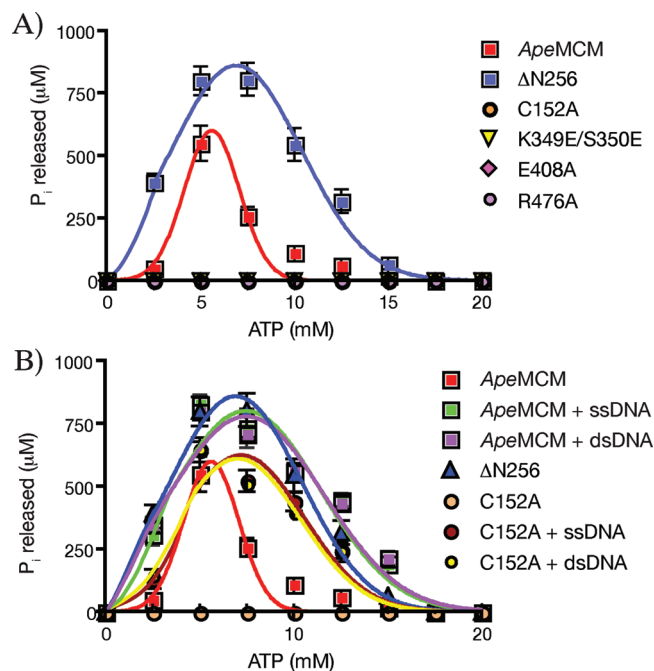 A)
1000
750
500
250
0
Pi released (μM)
0 5 10 15 20
ATP (mM)
ApeMCM
ΔN256
C152A
K349E/S350E
E408A
R476A
B)
1000
750
500
250
0
Pi released (μM)
0 10 20
ATP (mM)
ApeMCM
ApeMCM + ssDNA
ApeMCM + dsDNA
ΔN256
C152A
C152A + ssDNA
C152A + dsDNA